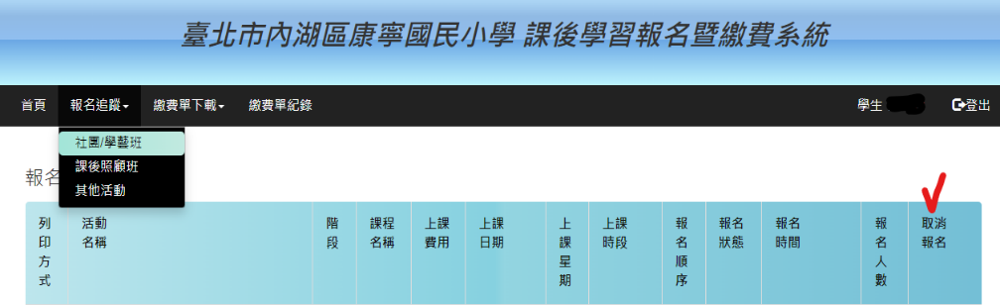 臺北市內湖區康寧國民小學 課後學習報名暨繳費系統
首頁 報名追蹤 繳費單下載 繳費單紀錄 學生 登出
社團/學藝班
課後照顧班
其他活動
報名
列印方式 活動名稱 階段 課程名稱 上課費用 上課日期 上課星期 上課時段 報名順序 報名狀態 報名時間 報名人數 取消報名